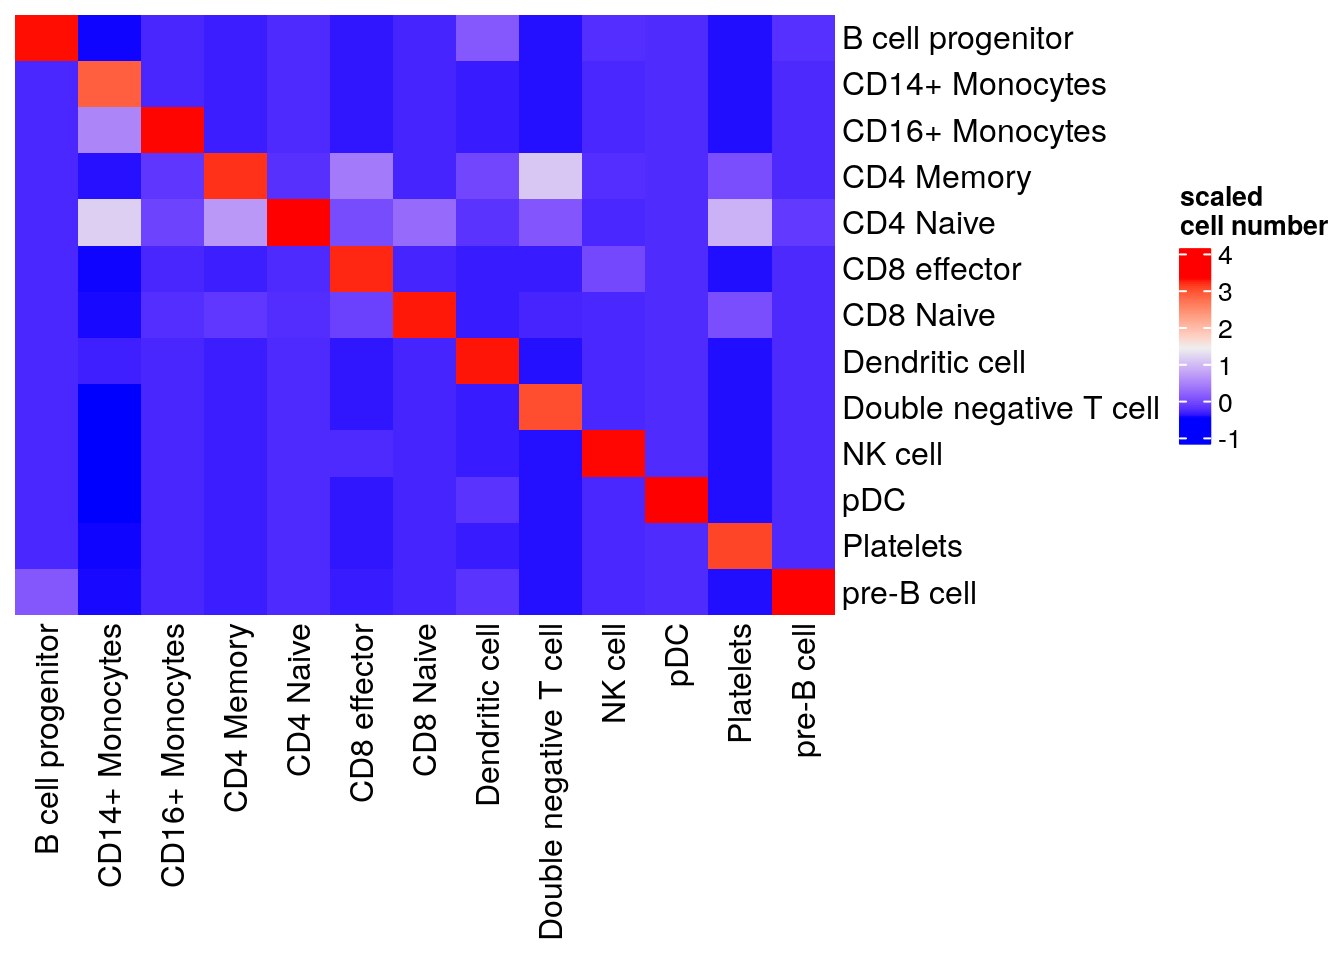 B cell progenitor
CD14+ Monocytes
CD16+ Monocytes
CD4 Memory
CD4 Naive
CD8 effector
CD8 Naive
Dendritic cell
Double negative T cell
NK cell
pDC
Platelets
pre-B cell
scaled
cell number
4
3
2
1
0
-1
B cell progenitor
CD14+ Monocytes
CD16+ Monocytes
CD4 Memory
CD4 Naive
CD8 effector
CD8 Naive
Dendritic cell
Double negative T cell
NK cell
pDC
Platelets
pre-B cell